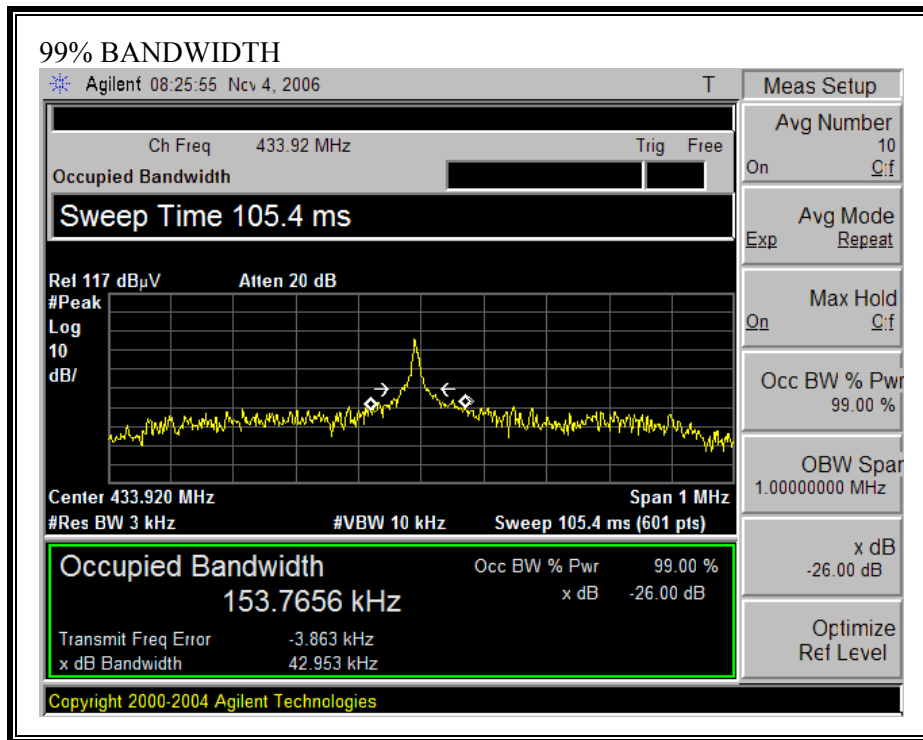 99% BANDWIDTH
Agilent 08:25:55 Nov 4, 2006 T
Meas Setup
Ch Freq 433.92 MHz Trig Free
Occupied Bandwidth
Sweep Time 105.4 ms
Ref 117 dBµV Atten 20 dB
#Peak
Log
10
dB/
Center 433.920 MHz Span 1 MHz
#Res BW 3 kHz #VBW 10 kHz Sweep 105.4 ms (601 pts)
Occupied Bandwidth
153.7656 kHz
Occ BW % Pwr 99.00 %
x dB -26.00 dB
Transmit Freq Error -3.863 kHz
x dB Bandwidth 42.953 kHz
Copyright 2000-2004 Agilent Technologies
Avg Number
10
On Off
Avg Mode
Exp Repeat
Max Hold
On Off
Occ BW % Pwr
99.00 %
OBW Span
1.00000000 MHz
x dB
-26.00 dB
Optimize
Ref Level